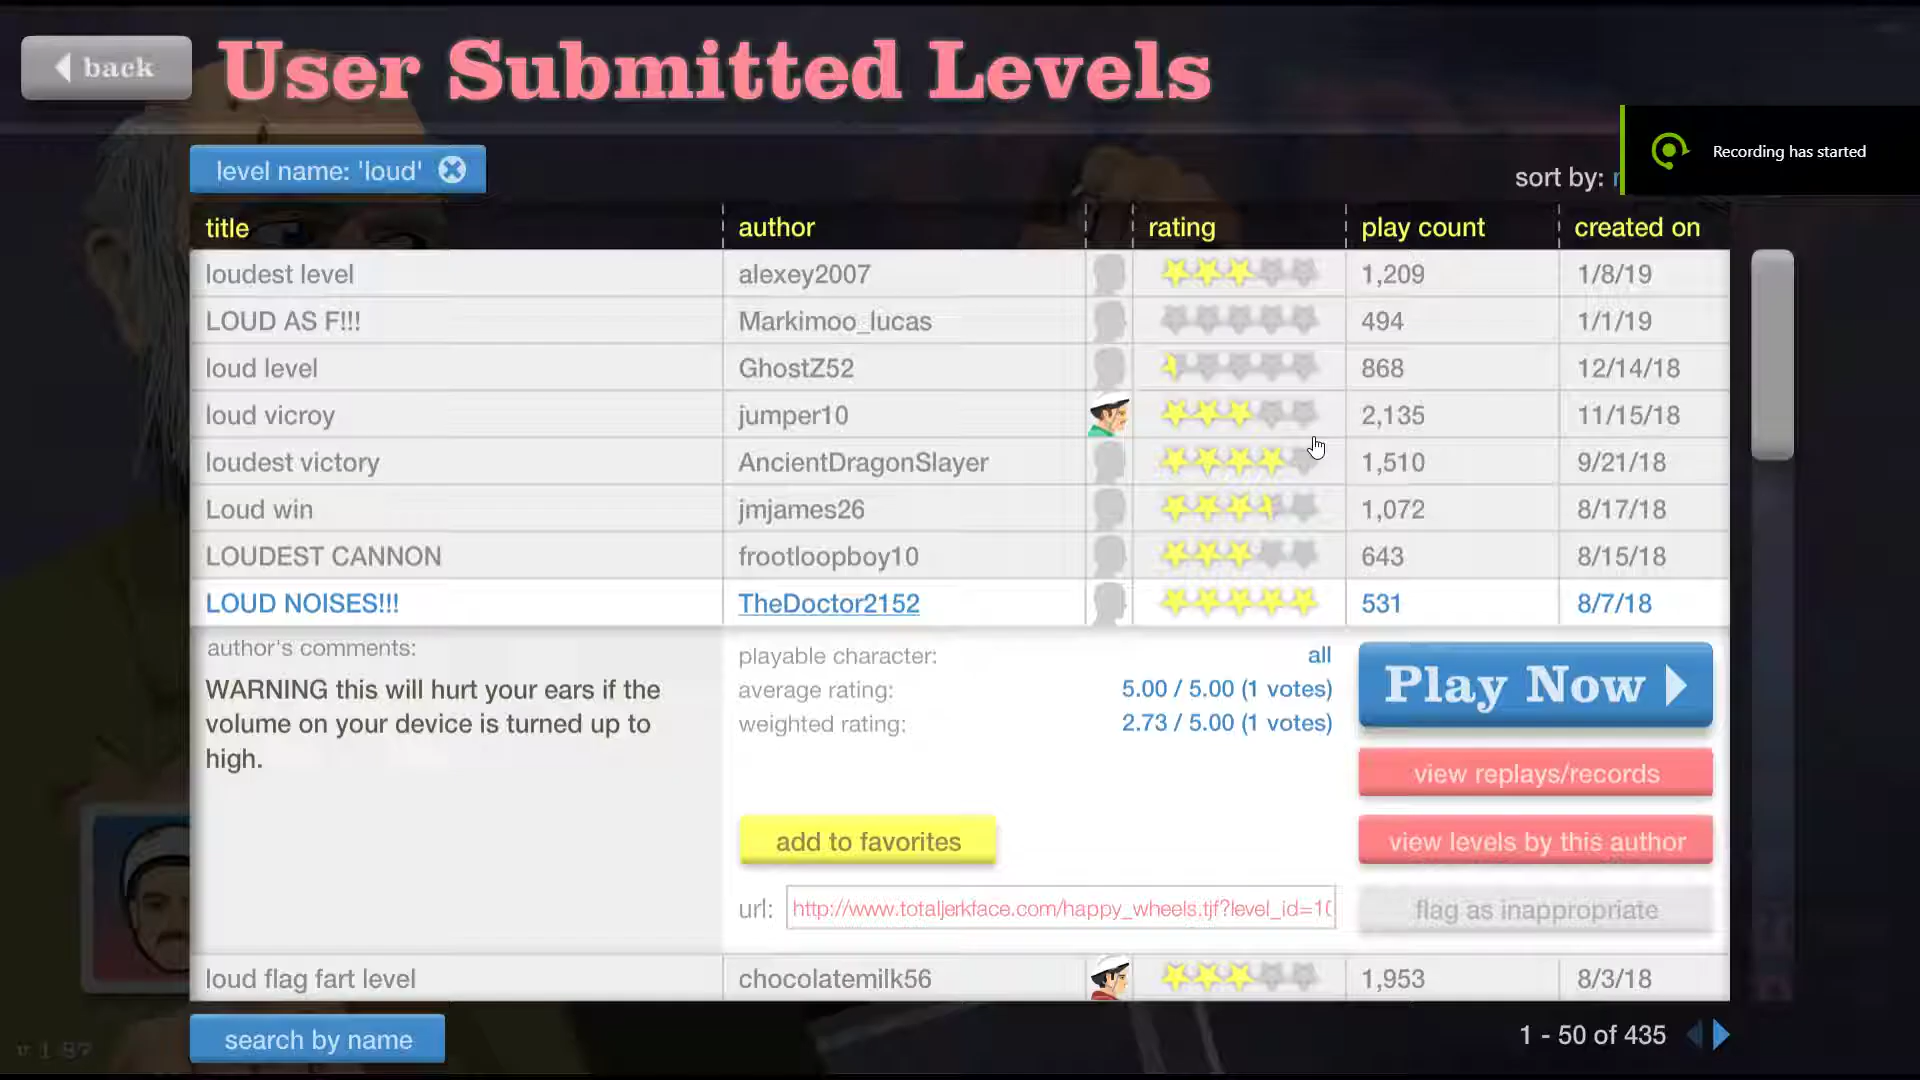 back
User Submitted Levels
Recording has started
level name: 'loud'
sort by:
title author rating play count created on
loudest level alexey2007 1,209 1/8/19
LOUD AS F!!! Markimoo_lucas 494 1/1/19
loud level GhostZ52 868 12/14/18
loud vicroy jumper10 2,135 11/15/18
loudest victory AncientDragonSlayer 1,510 9/21/18
Loud win jmjames26 1,072 8/17/18
LOUDEST CANNON frootloopboy10 643 8/15/18
LOUD NOISES!!! TheDoctor2152 531 8/7/18
author's comments:
WARNING this will hurt your ears if the
volume on your device is turned up to
high.
playable character: all
average rating: 5.00 / 5.00 (1 votes)
weighted rating: 2.73 / 5.00 (1 votes)
Play Now
view replays/records
add to favorites
view levels by this author
url: http://www.totaljerkface.com/happy_wheels.tjf?level_id=10
flag as inappropriate
loud flag fart level chocolatemilk56 1,953 8/3/18
search by name
1 - 50 of 435
v 1.87